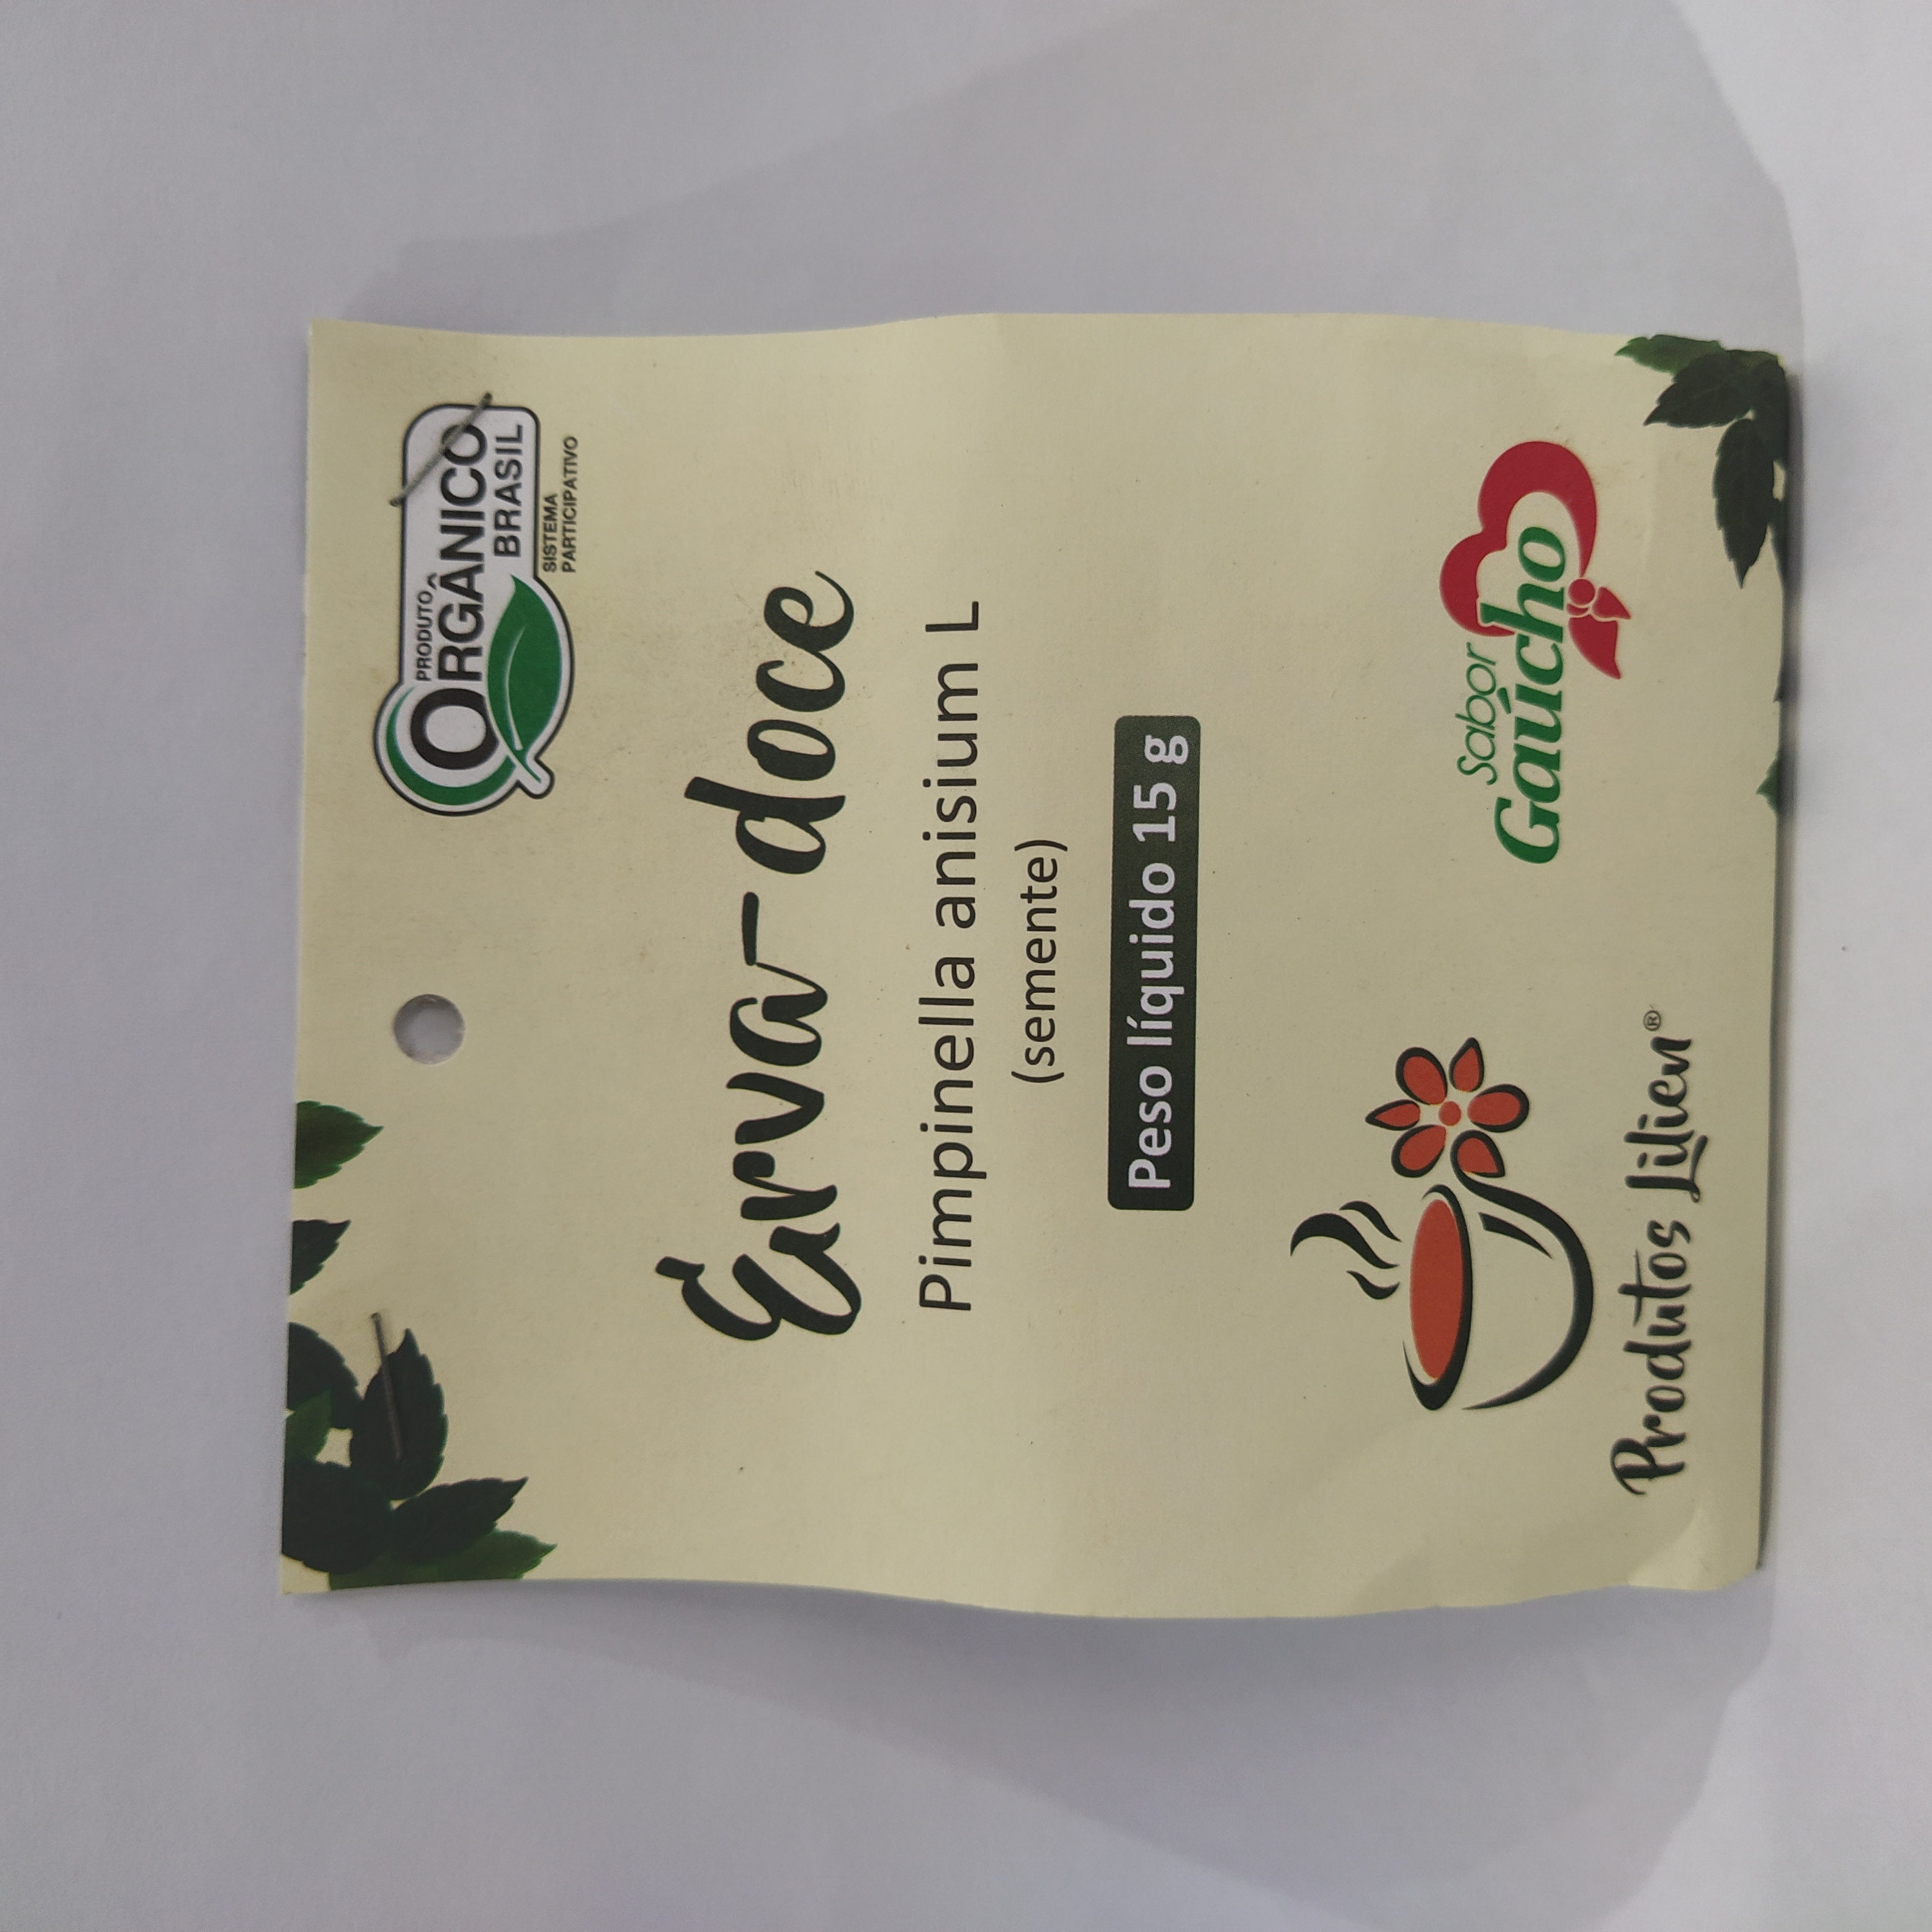 PRODUTO
ORGÂNICO
BRASIL
SISTEMA
PARTICIPATIVO
Erva-doce
Pimpinella anisium L
(semente)
Peso líquido 15 g
Sabor
Gaúcho
Produtos Lilien®